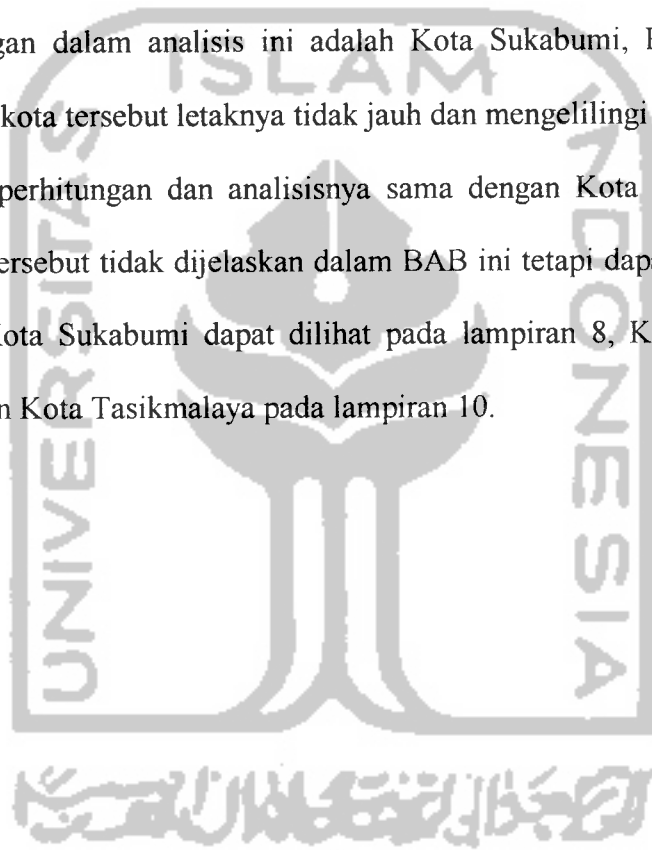 gan dalam analisis ini adalah Kota Sukabumi,
kota tersebut letaknya tidak jauh dan mengelilingi
perhitungan dan analisisnya sama dengan Kota
ersebut tidak dijelaskan dalam BAB ini tetapi dapa
Kota Sukabumi dapat dilihat pada lampiran 8, K
n Kota Tasikmalaya pada lampiran 10.
ISLAM
UNIVERSITAS
INDONESIA